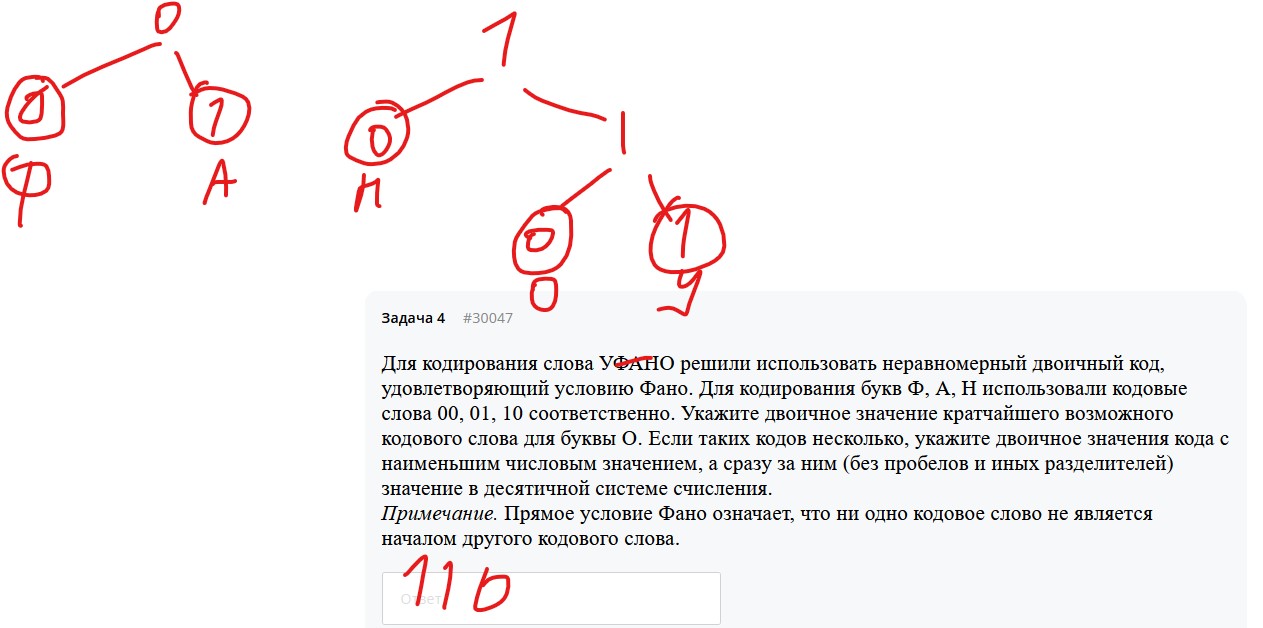 0 1
0 1 0 1
Ф А Н
0 1
О У
Задача 4 #30047
Для кодирования слова УФАНО решили использовать неравномерный двоичный код,
удовлетворяющий условию Фано. Для кодирования букв Ф, А, Н использовали кодовые
слова 00, 01, 10 соответственно. Укажите двоичное значение кратчайшего возможного
кодового слова для буквы О. Если таких кодов несколько, укажите двоичное значения кода с
наименьшим числовым значением, а сразу за ним (без пробелов и иных разделителей)
значение в десятичной системе счисления.
Примечание. Прямое условие Фано означает, что ни одно кодовое слово не является
началом другого кодового слова.
Ответ
110